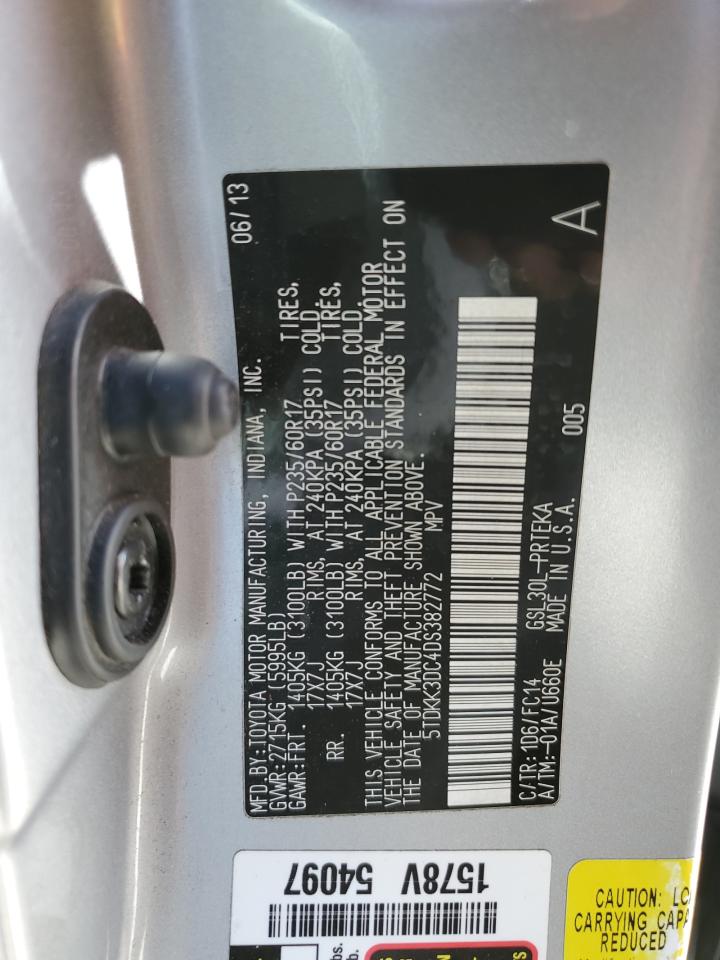 MFD BY:TOYOTA MOTOR MANUFACTURING, INDIANA, INC. 06/13
GVWR:2715KG (5995LB)
GAWR:FRT. 1405KG (3100LB) WITH P235/60R17 TIRES,
17X7J RIMS, AT 240KPA (35PSI) COLD.
RR. 1405KG (3100LB) WITH P235/60R17 TIRES,
17X7J RIMS, AT 240KPA (35PSI) COLD.
THIS VEHICLE CONFORMS TO ALL APPLICABLE FEDERAL MOTOR
VEHICLE SAFETY AND THEFT PREVENTION STANDARDS IN EFFECT ON
THE DATE OF MANUFACTURE SHOWN ABOVE.
5TDKK3DC4DS382772 MPV
C/TR:1D6/FC14 GSL30L-PRTEKA 005 A
A/TM:-01A/U660E MADE IN U.S.A.
1578V 54097
CAUTION:
CARRYING
REDUCED